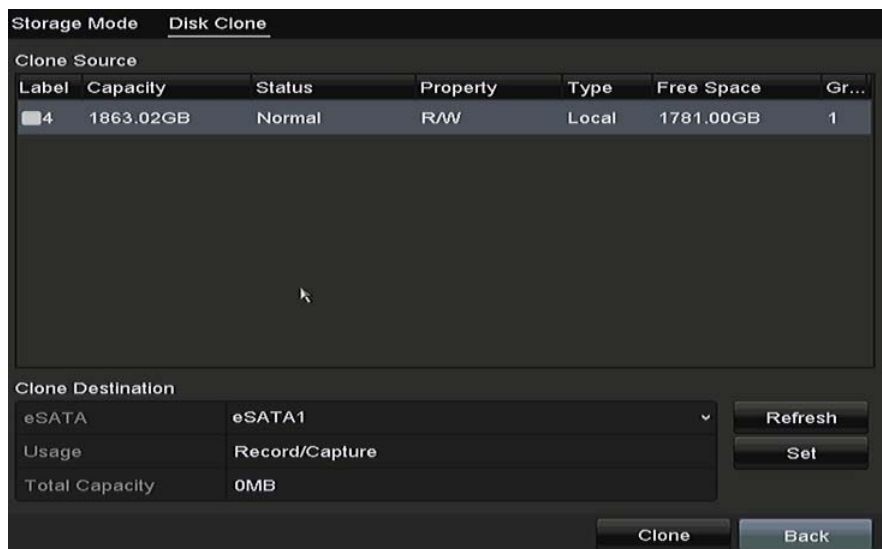 Storage Mode Disk Clone
Clone Source
Label Capacity Status Property Type Free Space Gr...
4 1863.02GB Normal R/W Local 1781.00GB 1
Clone Destination
eSATA eSATA1 Refresh
Usage Record/Capture Set
Total Capacity 0MB
Clone Back